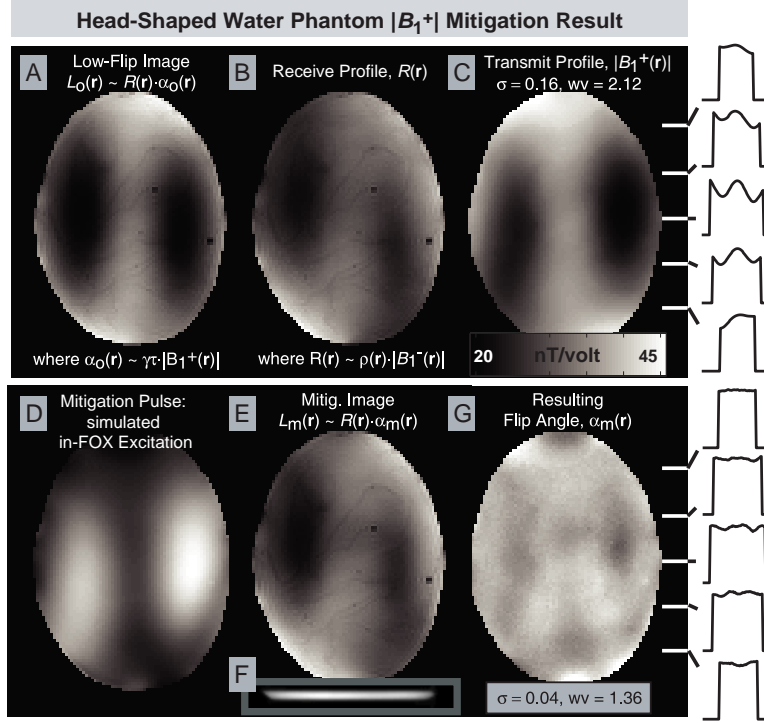 Head-Shaped Water Phantom |B₁⁺| Mitigation Result
A
Low-Flip Image
Lₒ(r) ~ R(r)·αₒ(r)
where αₒ(r) ~ γτ·|B₁⁺(r)|
B
Receive Profile, R(r)
where R(r) ~ ρ(r)·|B₁⁻(r)|
C
Transmit Profile, |B₁⁺(r)|
σ = 0.16, wv = 2.12
20 nT/volt 45
D
Mitigation Pulse:
simulated
in-FOX Excitation
E
Mitig. Image
Lₘ(r) ~ R(r)·αₘ(r)
F
G
Resulting
Flip Angle, αₘ(r)
σ = 0.04, wv = 1.36